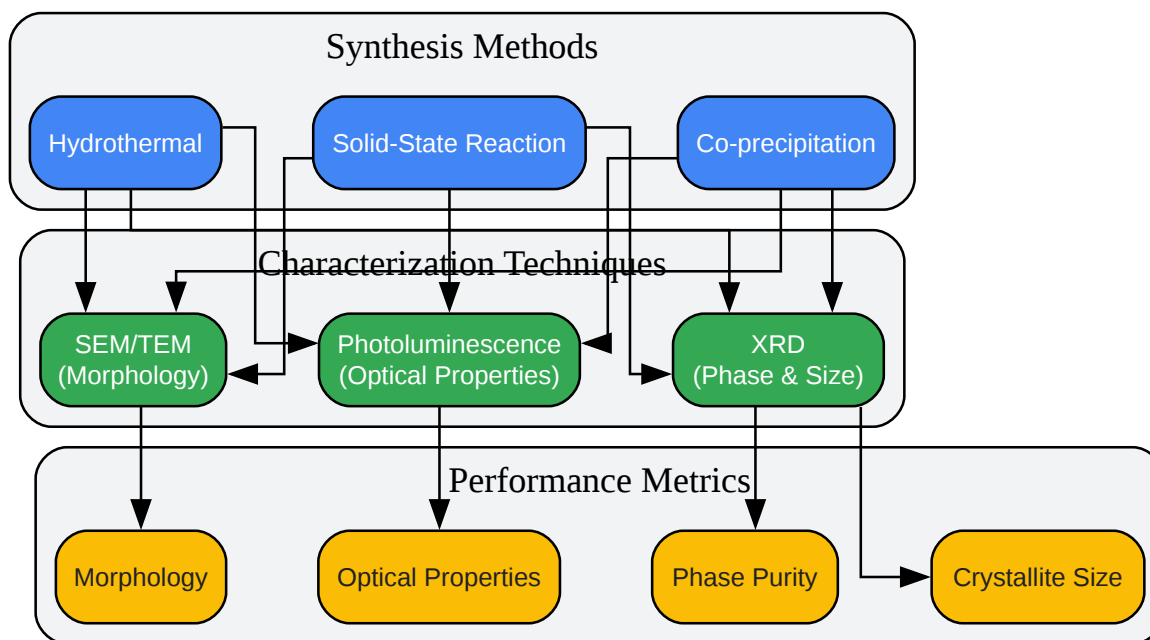 Synthesis Methods
Hydrothermal
Solid-State Reaction
Co-precipitation
Characterization Techniques
SEM/TEM
(Morphology)
Photoluminescence
(Optical Properties)
XRD
(Phase & Size)
Performance Metrics
Morphology
Optical Properties
Phase Purity
Crystallite Size